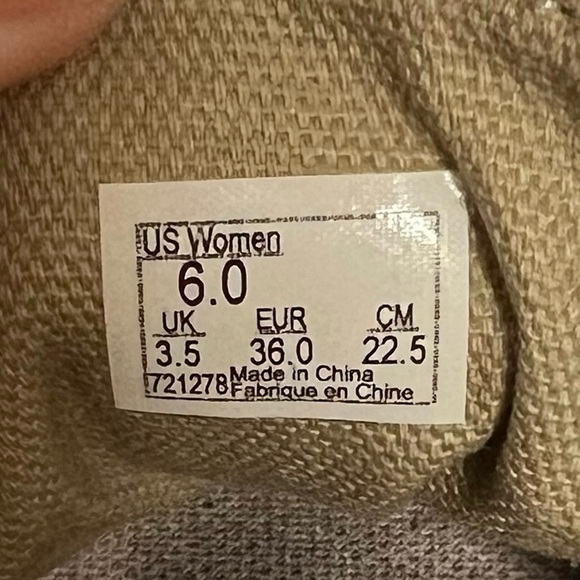 US Women
6.0
UK EUR CM
3.5 36.0 22.5
721278 Made in China
Fabrique en Chine